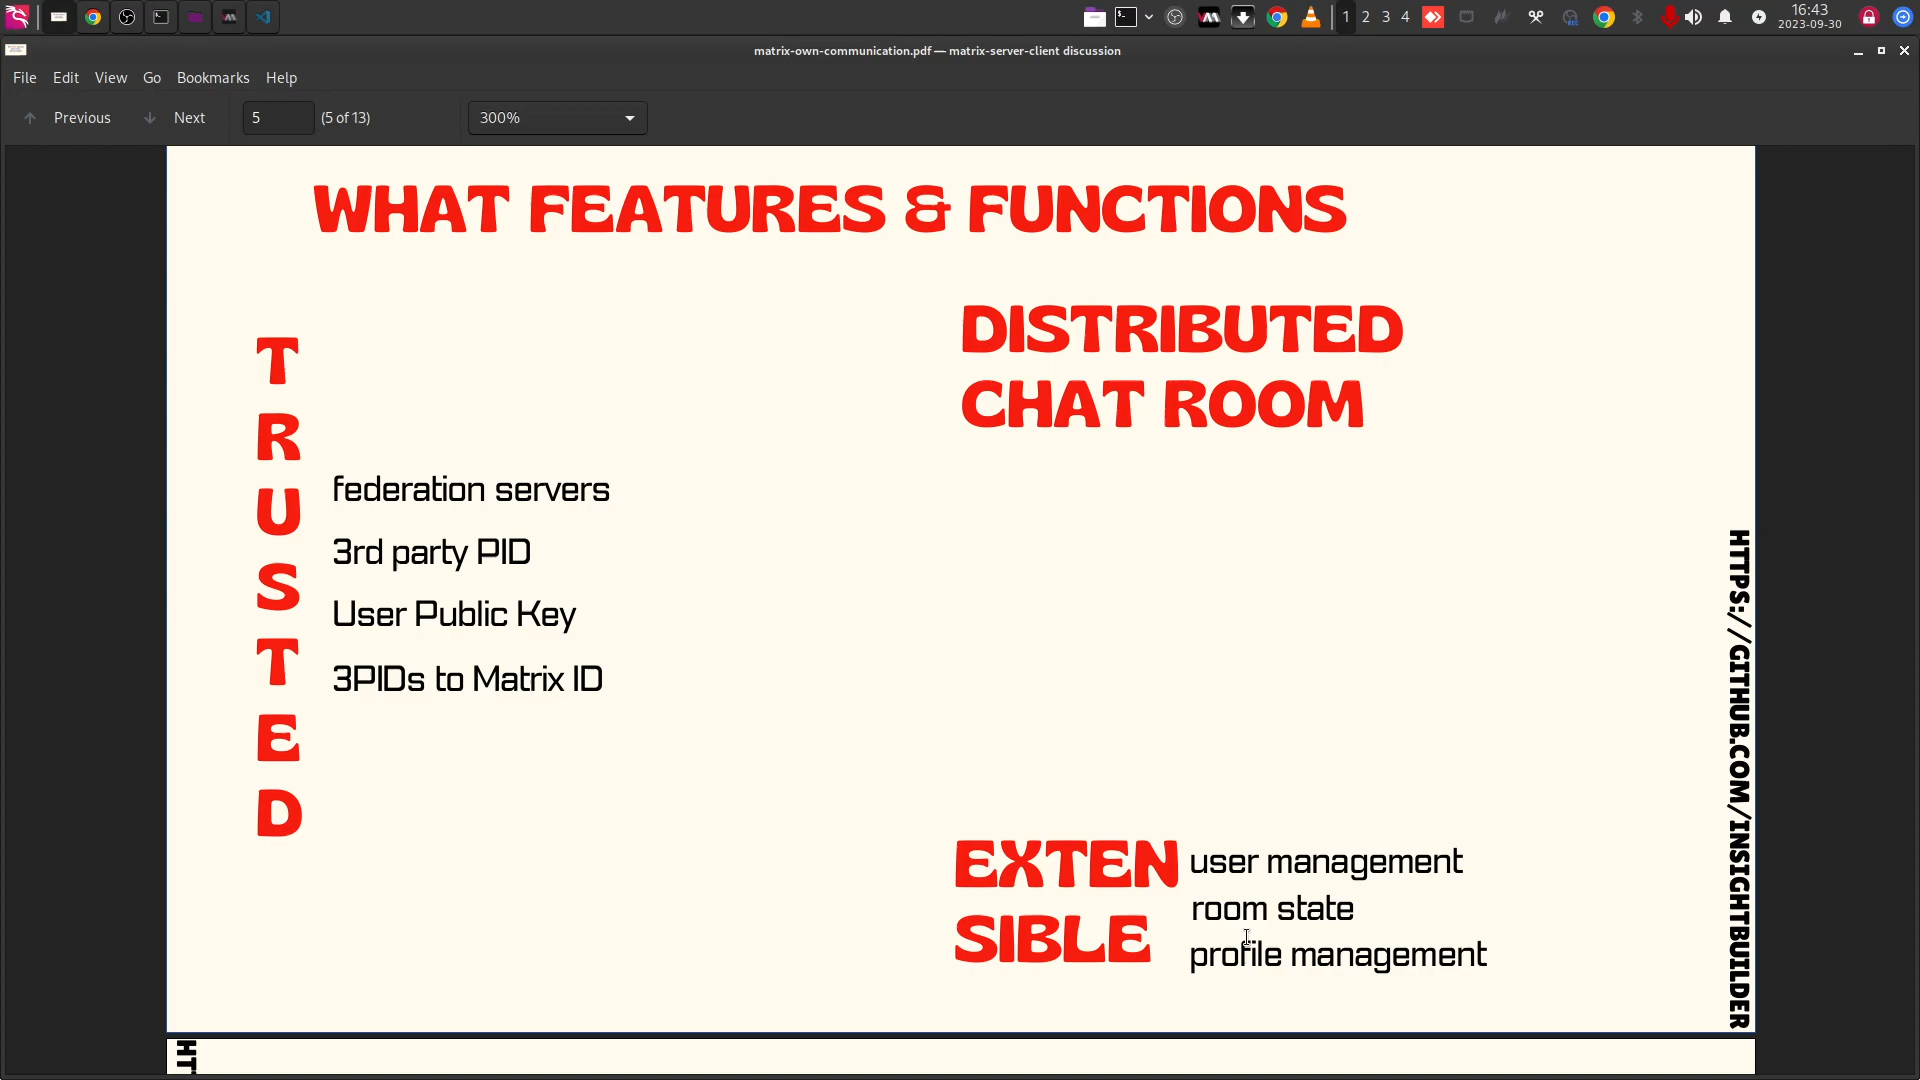 16:43
1 2 3 4
2023-09-30
matrix-own-communication.pdf — matrix-server-client discussion
File Edit View Go Bookmarks Help
Previous Next 5 (5 of 13) 300%
WHAT FEATURES & FUNCTIONS
DISTRIBUTED
CHAT ROOM
TRUSTED
federation servers
3rd party PID
User Public Key
3PIDs to Matrix ID
EXTEN
SIBLE
user management
room state
profile management
HTTPS://GITHUB.COM/INSIGHTBUILDER